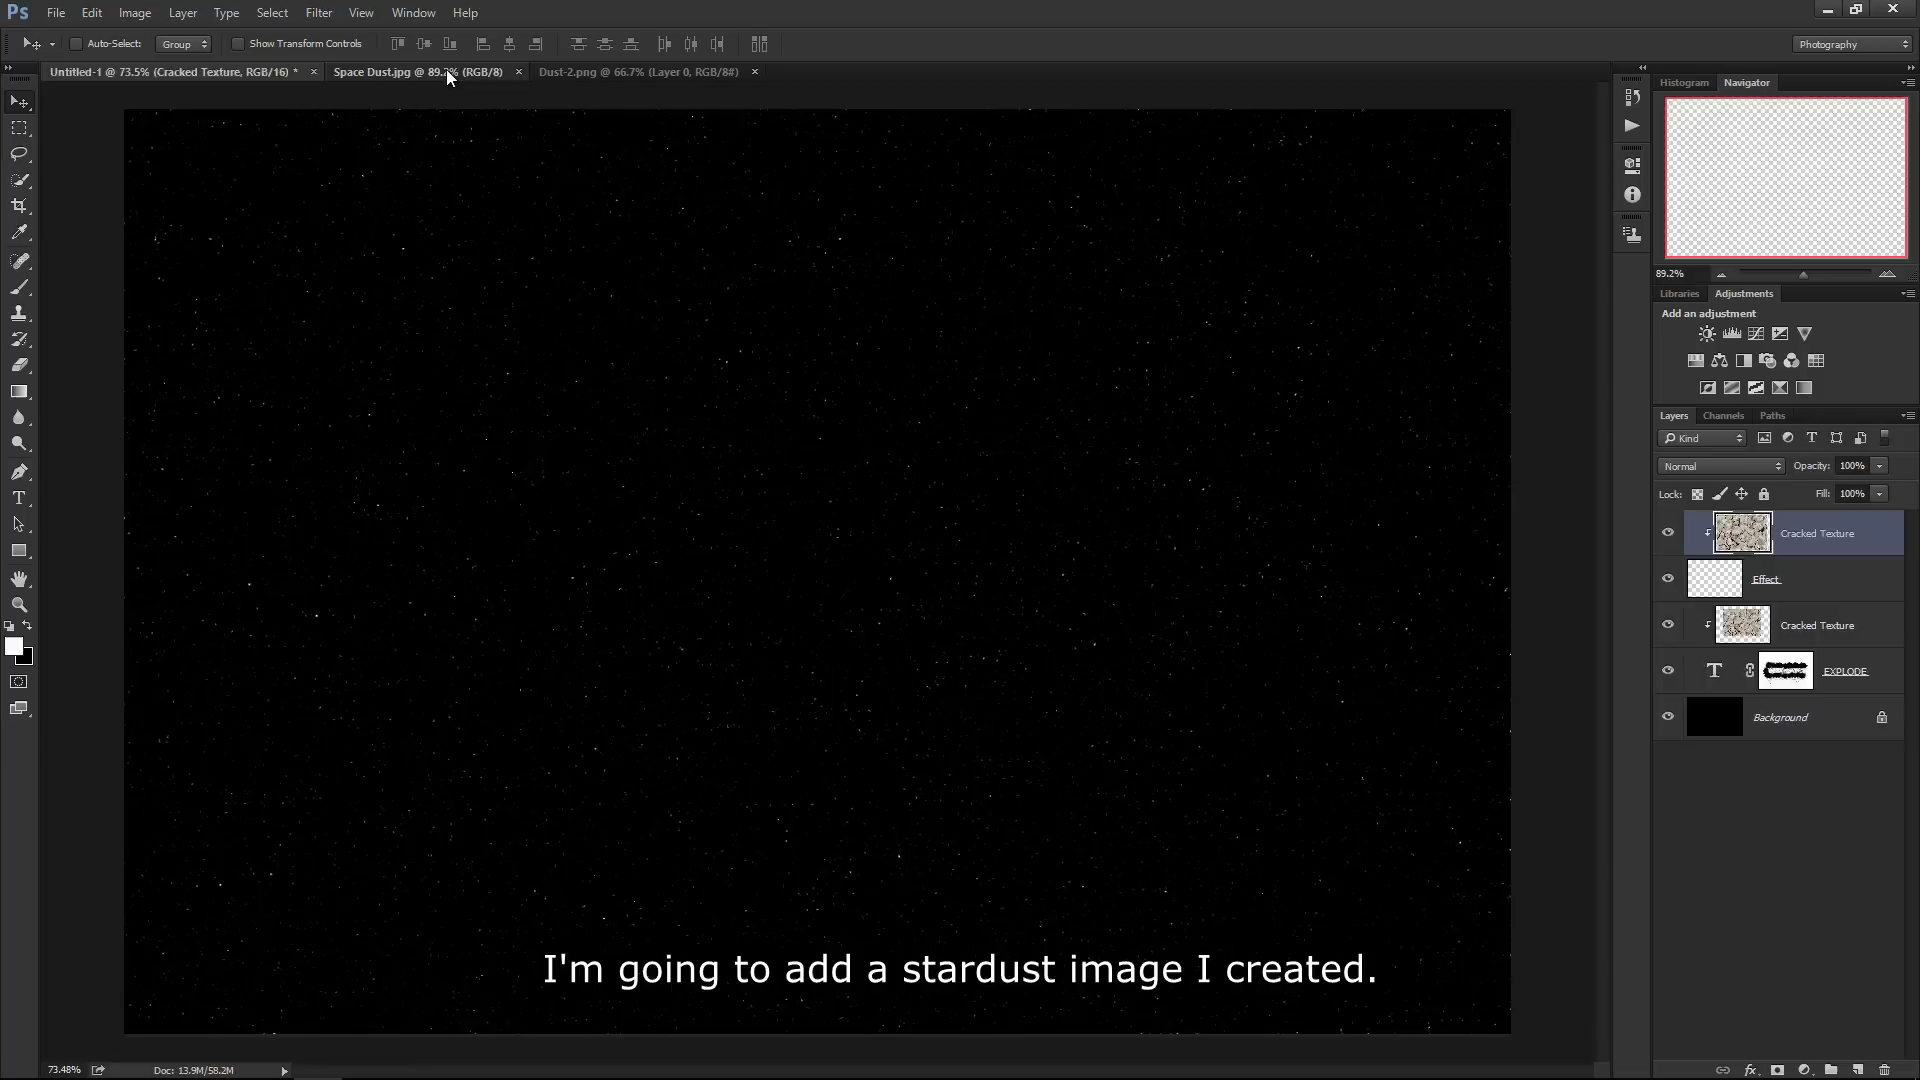 Ps File Edit Image Layer Type Select Filter View Window Help
Auto-Select: Group Show Transform Controls Photography
Untitled-1 @ 73.5% (Cracked Texture, RGB/16) * × Space Dust.jpg @ 89.2% (RGB/8) × Dust-2.png @ 66.7% (Layer 0, RGB/8#) ×
Histogram Navigator
89.2%
Libraries Adjustments
Add an adjustment
Layers Channels Paths
Kind
Normal Opacity: 100%
Lock: Fill: 100%
Cracked Texture
Effect
Cracked Texture
T EXPLODE
Background
I'm going to add a stardust image I created.
73.48% Doc: 13.9M/58.2M